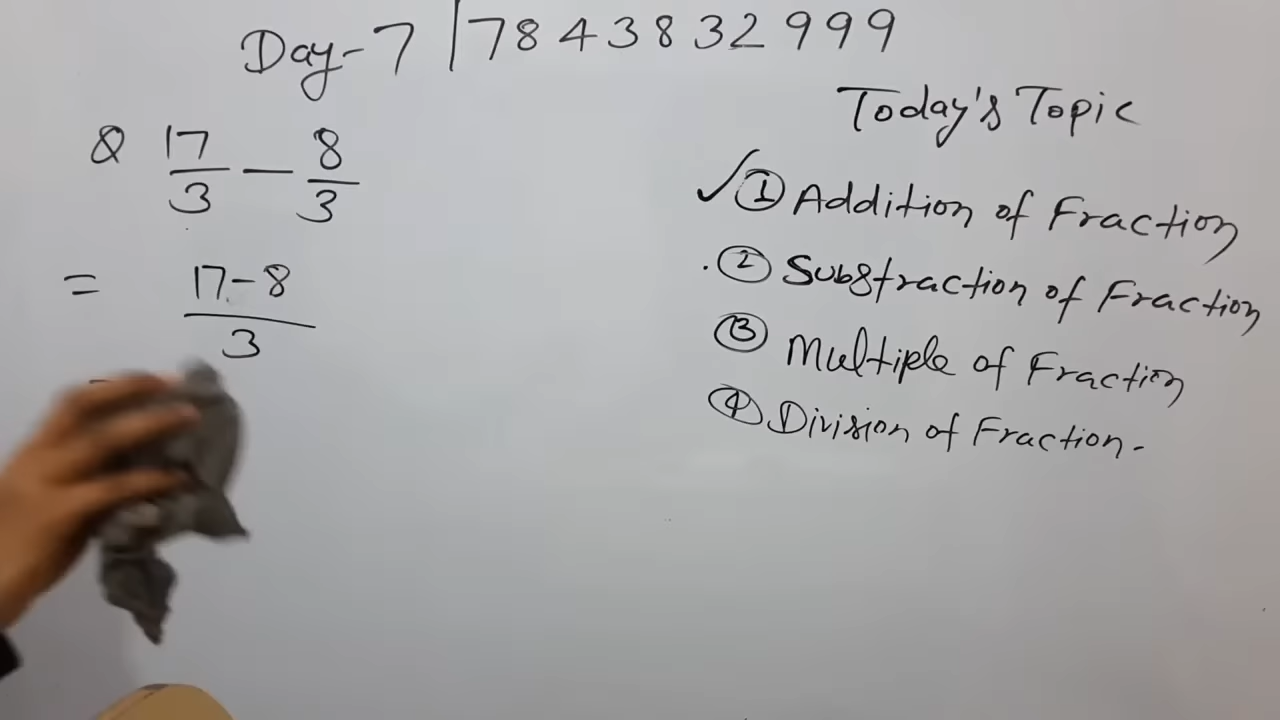 Day-7 | 7843832999
Q 17/3 - 8/3
= 17-8/3
Today's Topic
✓① Addition of Fraction
② Substraction of Fraction
③ Multiple of Fraction
④ Division of Fraction-